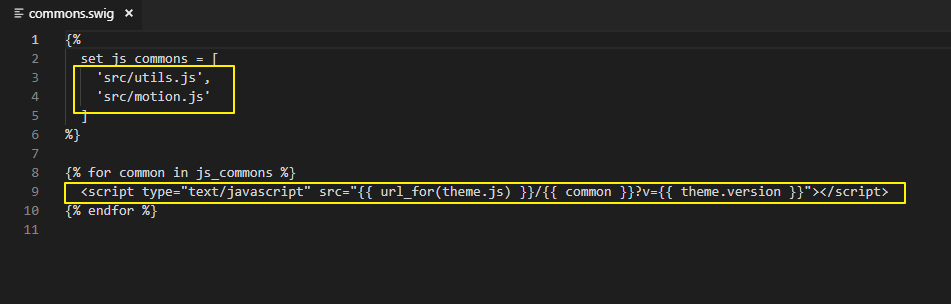 commons.swig ×
1 {%
2 set js_commons = [
3 'src/utils.js',
4 'src/motion.js'
5 ]
6 %}
7
8 {% for common in js_commons %}
9 <script type="text/javascript" src="{{ url_for(theme.js) }}/{{ common }}?v={{ theme.version }}"></script>
10 {% endfor %}
11